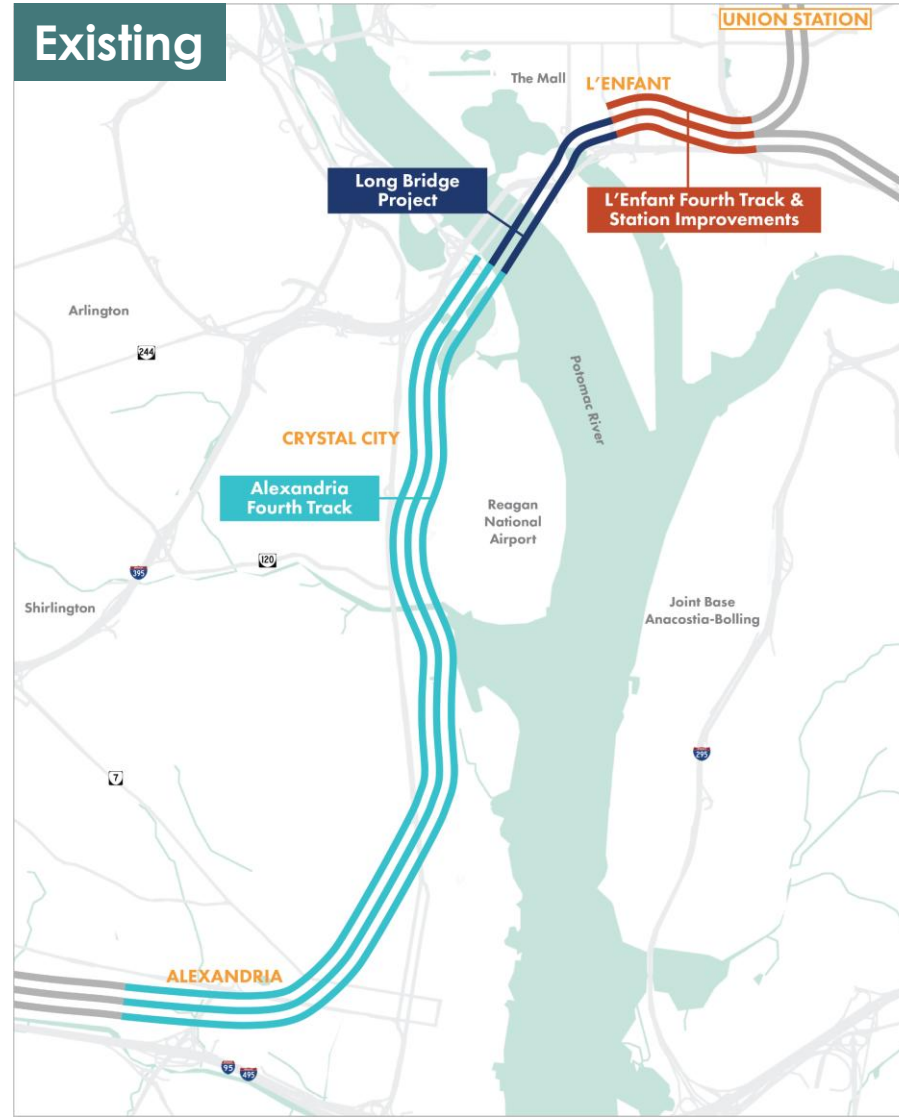 Existing
UNION STATION
The Mall
L'ENFANT
Long Bridge
Project
L'Enfant Fourth Track &
Station Improvements
Arlington
244
Potomac River
CRYSTAL CITY
Alexandria
Fourth Track
Reagan
National
Airport
120
395
Shirlington
Joint Base
Anacostia-Bolling
7
295
ALEXANDRIA
95
495